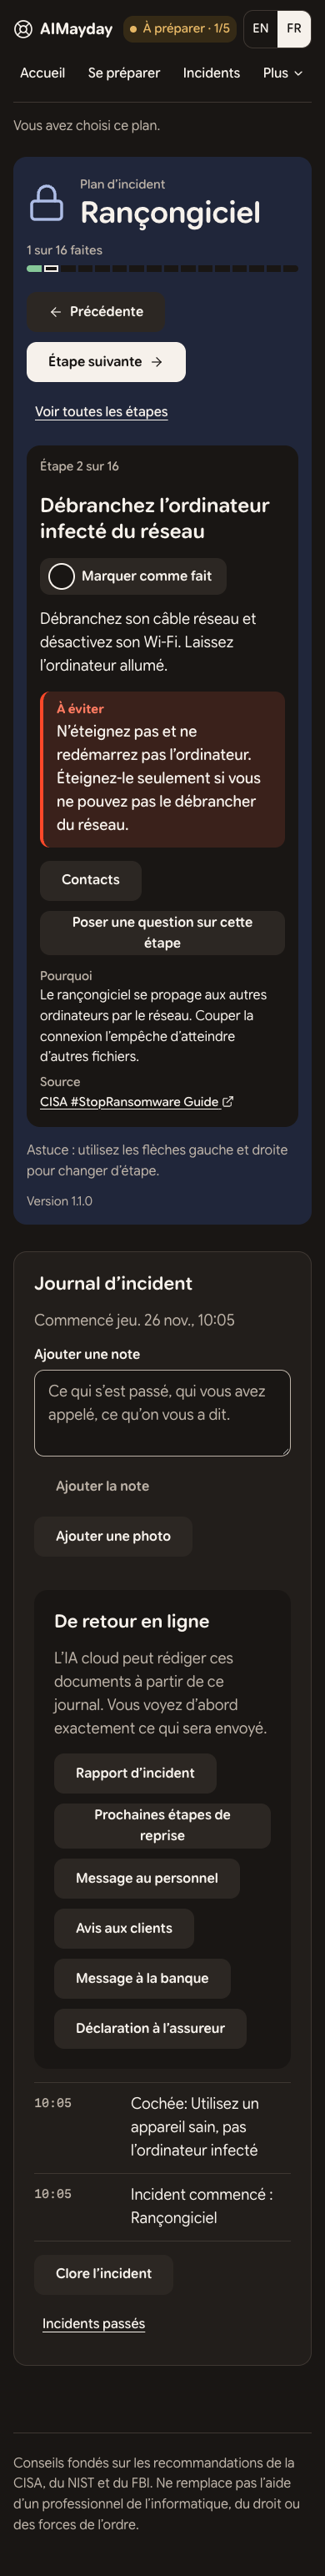 AIMayday
À préparer · 1/5
EN
FR
Accueil
Se préparer
Incidents
Plus
Vous avez choisi ce plan.
Plan d’incident
Rançongiciel
1 sur 16 faites
Précédente
Étape suivante
Voir toutes les étapes
Étape 2 sur 16
Débranchez l’ordinateur
infecté du réseau
Marquer comme fait
Débranchez son câble réseau et
désactivez son Wi-Fi. Laissez
l’ordinateur allumé.
À éviter
N’éteignez pas et ne
redémarrez pas l’ordinateur.
Éteignez-le seulement si vous
ne pouvez pas le débrancher
du réseau.
Contacts
Poser une question sur cette
étape
Pourquoi
Le rançongiciel se propage aux autres
ordinateurs par le réseau. Couper la
connexion l’empêche d’atteindre
d’autres fichiers.
Source
CISA #StopRansomware Guide
Astuce : utilisez les flèches gauche et droite
pour changer d’étape.
Version 1.1.0
Journal d’incident
Commencé jeu. 26 nov., 10:05
Ajouter une note
Ce qui s’est passé, qui vous avez
appelé, ce qu’on vous a dit.
Ajouter la note
Ajouter une photo
De retour en ligne
L’IA cloud peut rédiger ces
documents à partir de ce
journal. Vous voyez d’abord
exactement ce qui sera envoyé.
Rapport d’incident
Prochaines étapes de
reprise
Message au personnel
Avis aux clients
Message à la banque
Déclaration à l’assureur
10:05
Cochée: Utilisez un
appareil sain, pas
l’ordinateur infecté
10:05
Incident commencé :
Rançongiciel
Clore l’incident
Incidents passés
Conseils fondés sur les recommandations de la
CISA, du NIST et du FBI. Ne remplace pas l’aide
d’un professionnel de l’informatique, du droit ou
des forces de l’ordre.